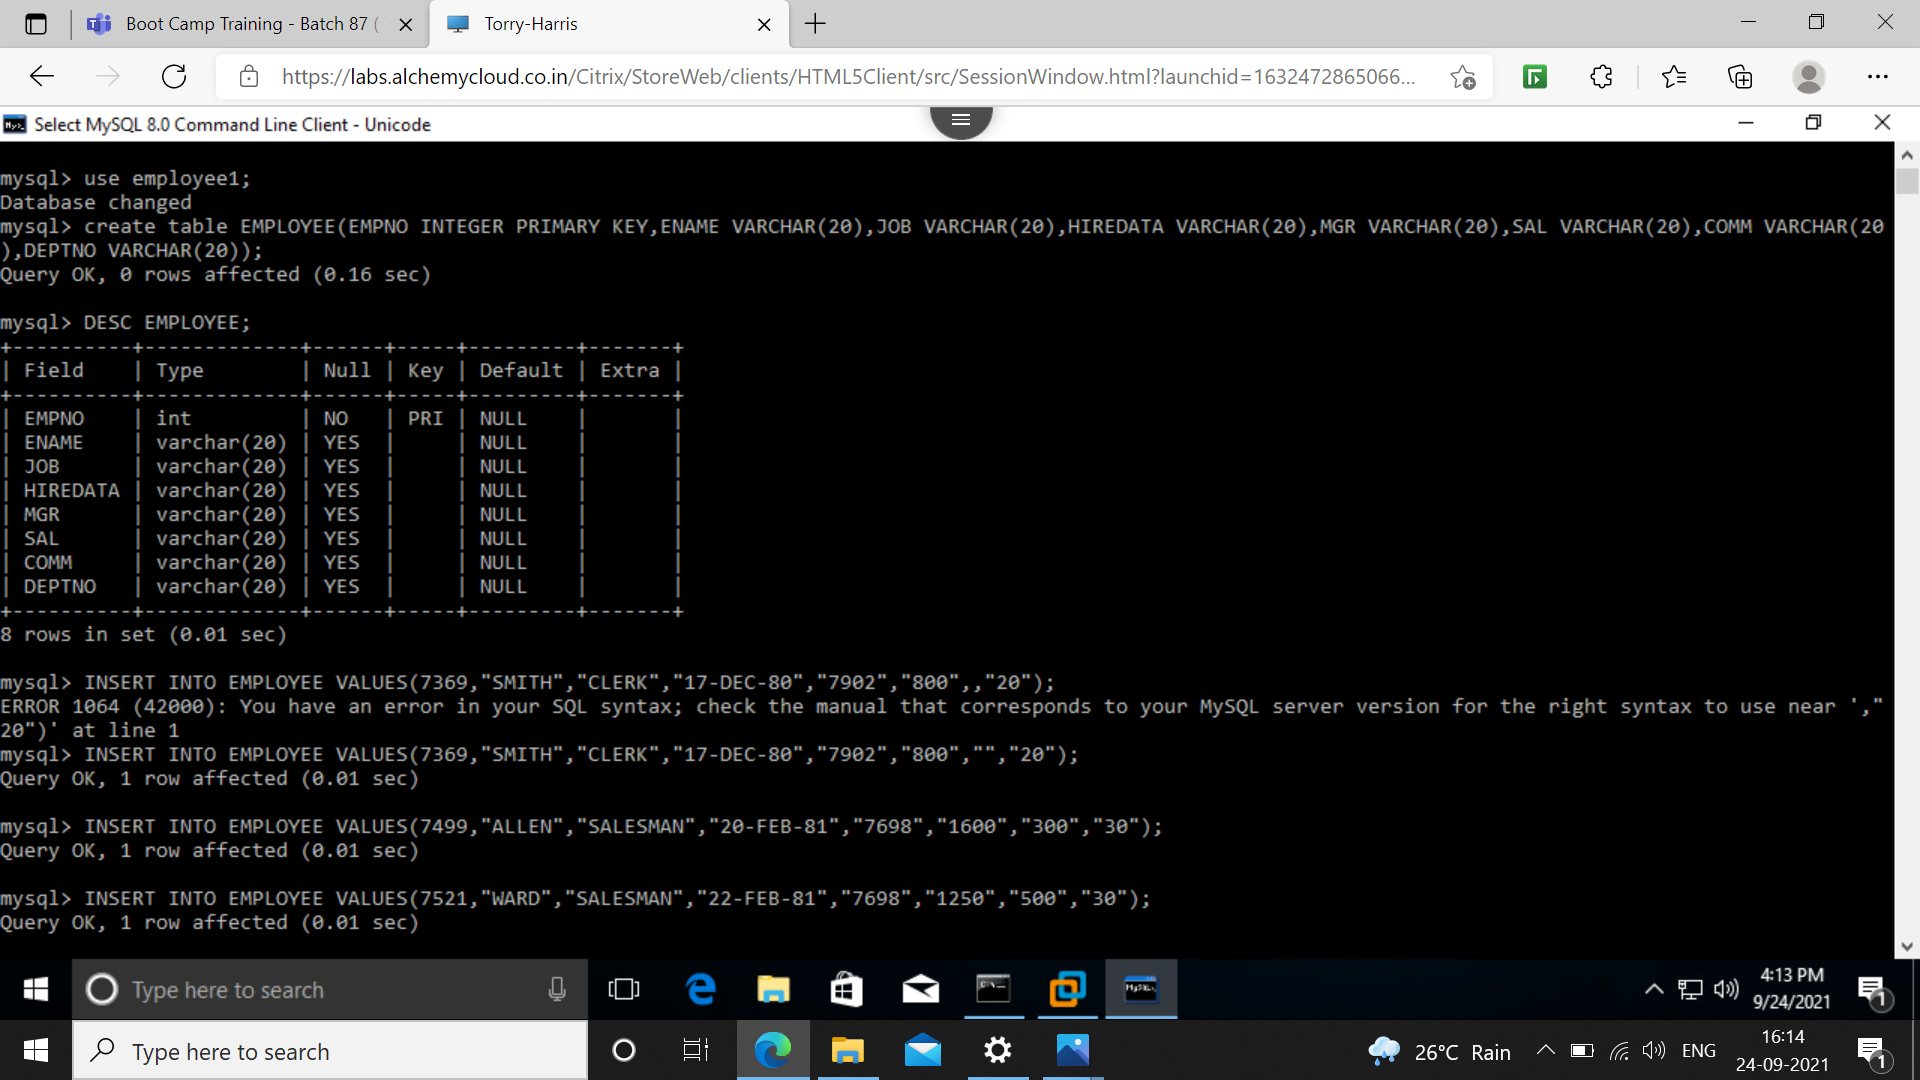 Boot Camp Training - Batch 87 (
Torry-Harris
https://labs.alchemycloud.co.in/Citrix/StoreWeb/clients/HTML5Client/src/SessionWindow.html?launchid=1632472865066...
Select MySQL 8.0 Command Line Client - Unicode
mysql> use employee1;
Database changed
mysql> create table EMPLOYEE(EMPNO INTEGER PRIMARY KEY,ENAME VARCHAR(20),JOB VARCHAR(20),HIREDATA VARCHAR(20),MGR VARCHAR(20),SAL VARCHAR(20),COMM VARCHAR(20
),DEPTNO VARCHAR(20));
Query OK, 0 rows affected (0.16 sec)
mysql> DESC EMPLOYEE;
+----------+-------------+------+-----+---------+-------+
| Field    | Type        | Null | Key | Default | Extra |
+----------+-------------+------+-----+---------+-------+
| EMPNO    | int         | NO   | PRI | NULL    |       |
| ENAME    | varchar(20) | YES  |     | NULL    |       |
| JOB      | varchar(20) | YES  |     | NULL    |       |
| HIREDATA | varchar(20) | YES  |     | NULL    |       |
| MGR      | varchar(20) | YES  |     | NULL    |       |
| SAL      | varchar(20) | YES  |     | NULL    |       |
| COMM     | varchar(20) | YES  |     | NULL    |       |
| DEPTNO   | varchar(20) | YES  |     | NULL    |       |
+----------+-------------+------+-----+---------+-------+
8 rows in set (0.01 sec)
mysql> INSERT INTO EMPLOYEE VALUES(7369,"SMITH","CLERK","17-DEC-80","7902","800",,"20");
ERROR 1064 (42000): You have an error in your SQL syntax; check the manual that corresponds to your MySQL server version for the right syntax to use near ',"
20")' at line 1
mysql> INSERT INTO EMPLOYEE VALUES(7369,"SMITH","CLERK","17-DEC-80","7902","800","","20");
Query OK, 1 row affected (0.01 sec)
mysql> INSERT INTO EMPLOYEE VALUES(7499,"ALLEN","SALESMAN","20-FEB-81","7698","1600","300","30");
Query OK, 1 row affected (0.01 sec)
mysql> INSERT INTO EMPLOYEE VALUES(7521,"WARD","SALESMAN","22-FEB-81","7698","1250","500","30");
Query OK, 1 row affected (0.01 sec)
Type here to search
4:13 PM
9/24/2021
1
Type here to search
26°C Rain
ENG
16:14
24-09-2021
1